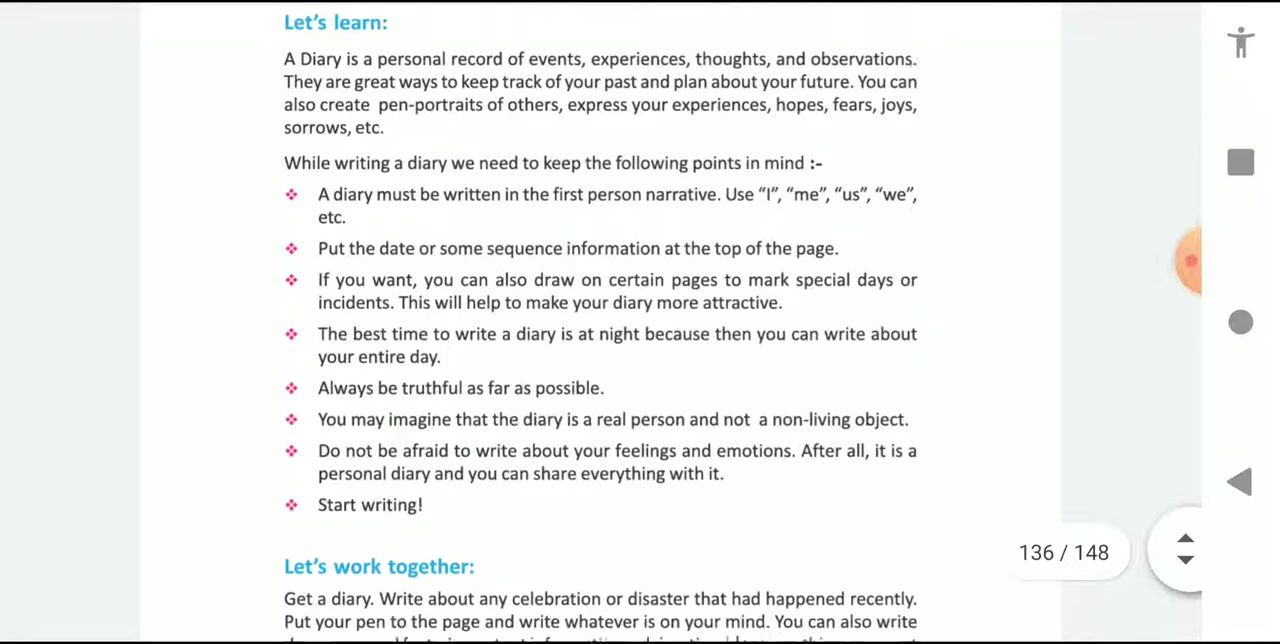 Let's learn:
A Diary is a personal record of events, experiences, thoughts, and observations.
They are great ways to keep track of your past and plan about your future. You can
also create pen-portraits of others, express your experiences, hopes, fears, joys,
sorrows, etc.
While writing a diary we need to keep the following points in mind :-
❖ A diary must be written in the first person narrative. Use “I”, “me”, “us”, “we”,
etc.
❖ Put the date or some sequence information at the top of the page.
❖ If you want, you can also draw on certain pages to mark special days or
incidents. This will help to make your diary more attractive.
❖ The best time to write a diary is at night because then you can write about
your entire day.
❖ Always be truthful as far as possible.
❖ You may imagine that the diary is a real person and not a non-living object.
❖ Do not be afraid to write about your feelings and emotions. After all, it is a
personal diary and you can share everything with it.
❖ Start writing!
136 / 148
Let's work together:
Get a diary. Write about any celebration or disaster that had happened recently.
Put your pen to the page and write whatever is on your mind. You can also write